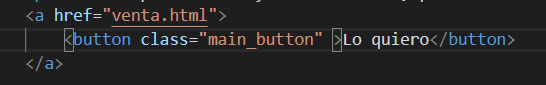 <a href="venta.html">
<button class="main_button" >Lo quiero</button>
</a>